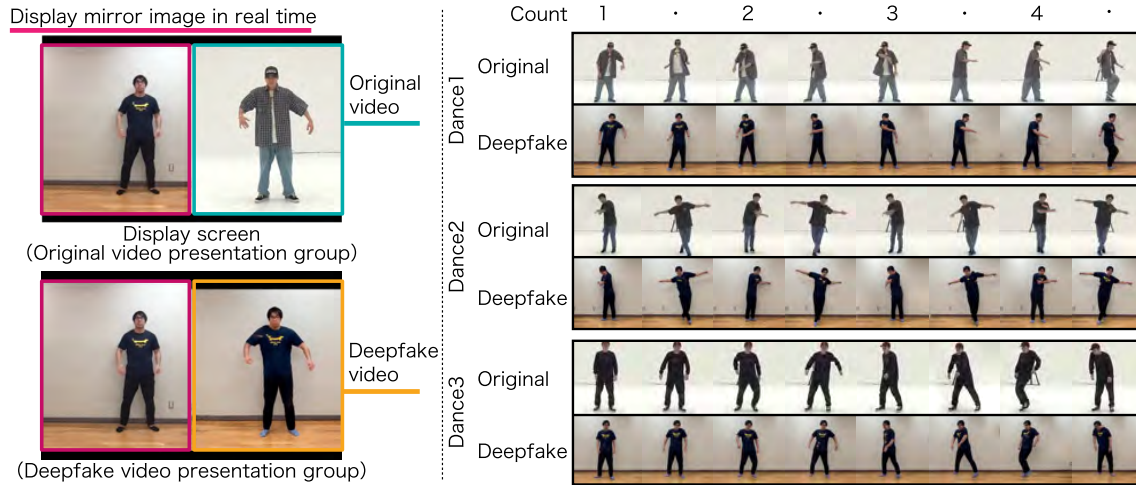 Display mirror image in real time
Original
video
Display screen
(Original video presentation group)
Deepfake
video
(Deepfake video presentation group)
Count 1 · 2 · 3 · 4 ·
Dance1
Original
Deepfake
Dance2
Original
Deepfake
Dance3
Original
Deepfake